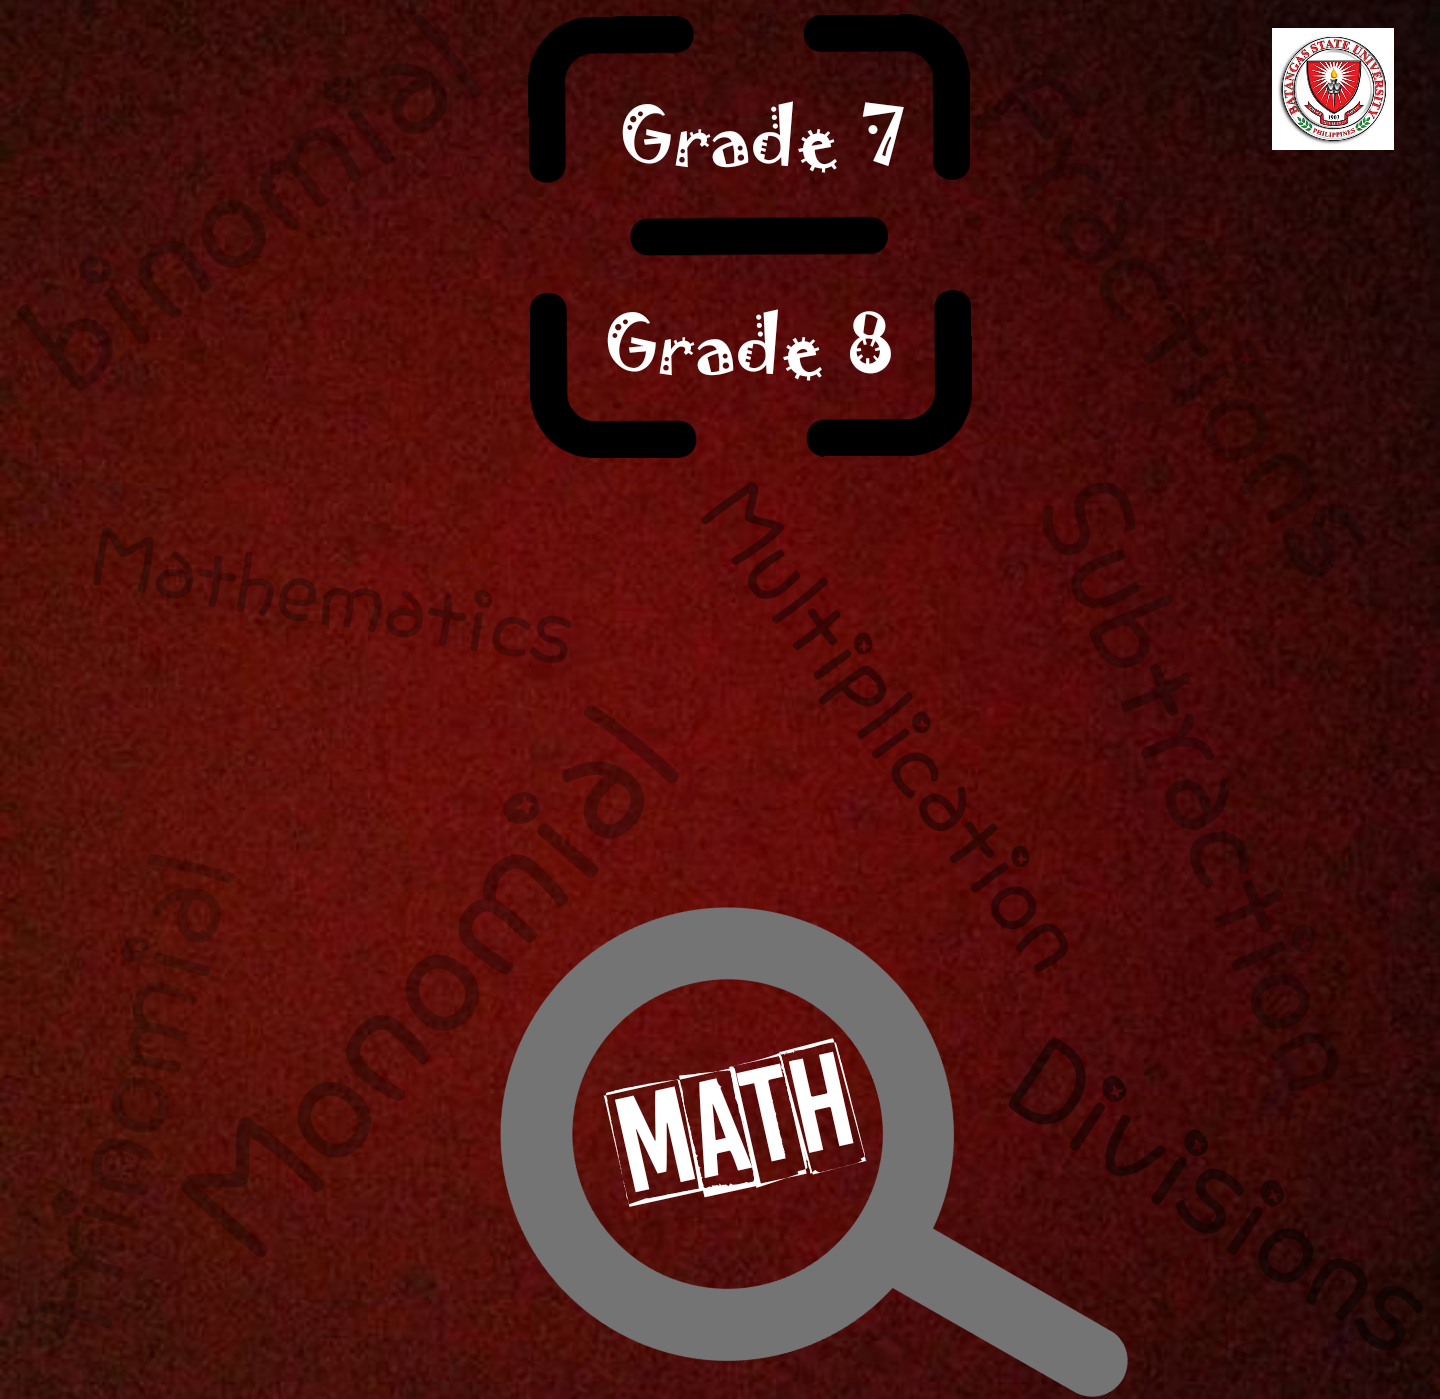 Grade 7
Grade 8
BATANGAS STATE UNIVERSITY
1903
PHILIPPINES
binomial
Fractions
Mathematics
Multiplication
Subtraction
Monomial
trinomial
MATH
Divisions